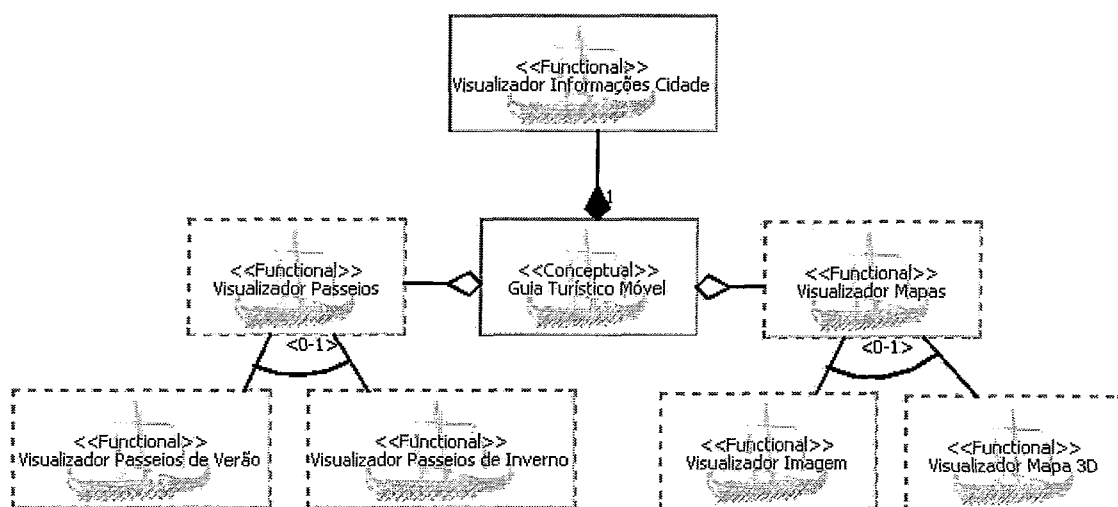 <<Functional>>
Visualizador Informações Cidade
1
<<Functional>>
Visualizador Passeios
<<Conceptual>>
Guia Turístico Móvel
<<Functional>>
Visualizador Mapas
<0-1>
<0-1>
<<Functional>>
Visualizador Passeios de Verão
<<Functional>>
Visualizador Passeios de Inverno
<<Functional>>
Visualizador Imagem
<<Functional>>
Visualizador Mapa 3D